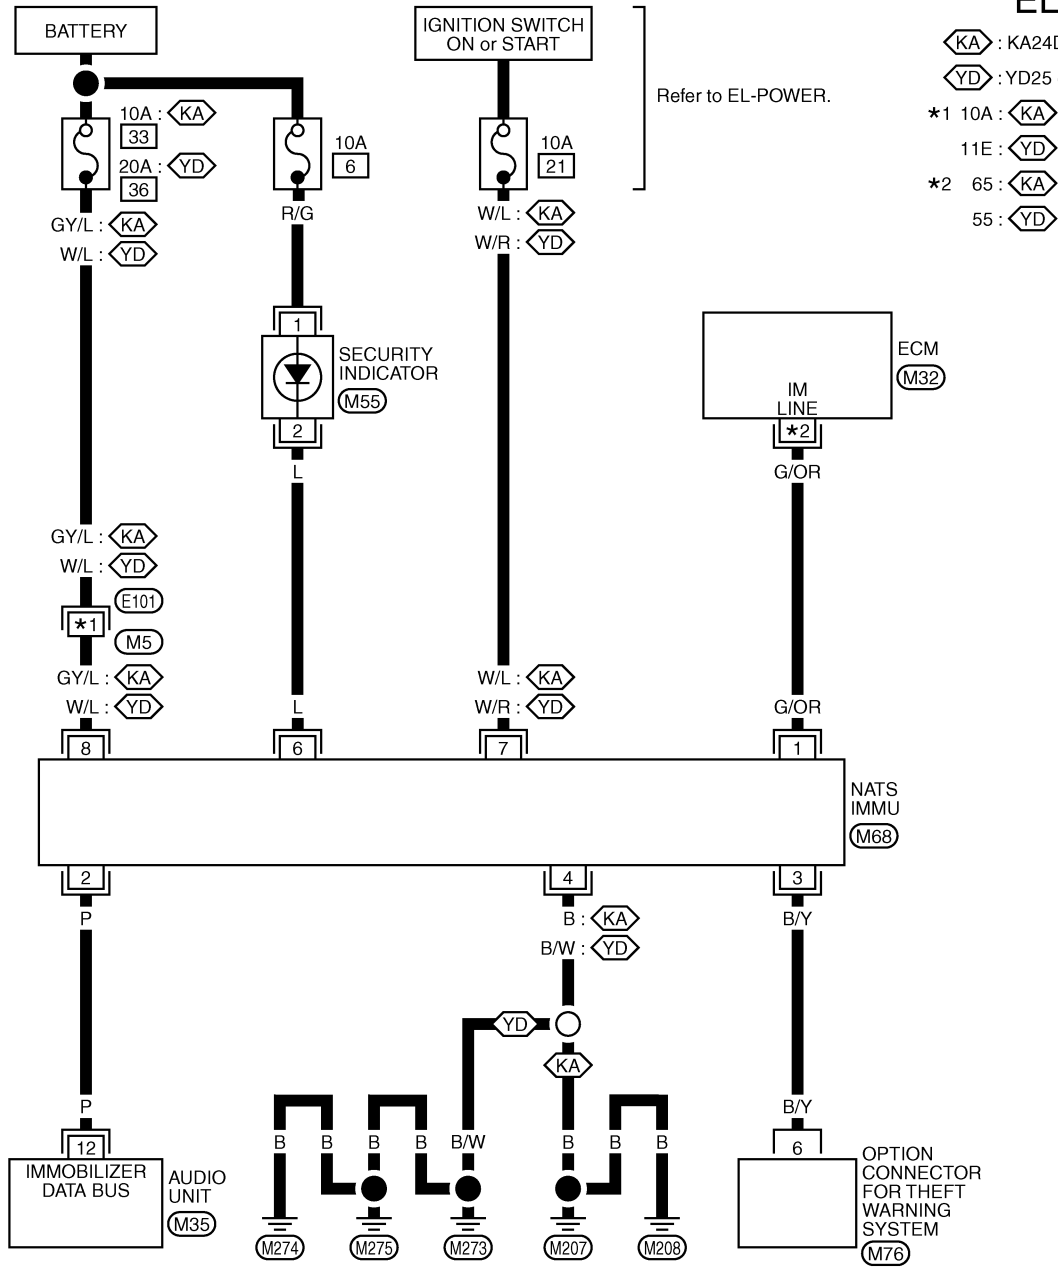 EL
BATTERY
IGNITION SWITCH
ON or START
Refer to EL-POWER.
KA : KA24D
YD : YD25
*1 10A : KA
11E : YD
*2 65 : KA
55 : YD
10A : KA
33
20A : YD
36
10A
6
10A
21
GY/L : KA
W/L : YD
R/G
W/L : KA
W/R : YD
1
SECURITY
INDICATOR
M55
2
L
ECM
M32
IM
LINE
*2
G/OR
GY/L : KA
W/L : YD
E101
*1
M5
GY/L : KA
W/L : YD
L
W/L : KA
W/R : YD
G/OR
8
6
7
1
NATS
IMMU
M68
2
4
3
P
B : KA
B/W : YD
B/Y
YD
KA
P
B
B
B
B
B/W
B
B
B
B/Y
12
6
IMMOBILIZER
DATA BUS
AUDIO
UNIT
M35
M274
M275
M273
M207
M208
OPTION
CONNECTOR
FOR THEFT
WARNING
SYSTEM
M76